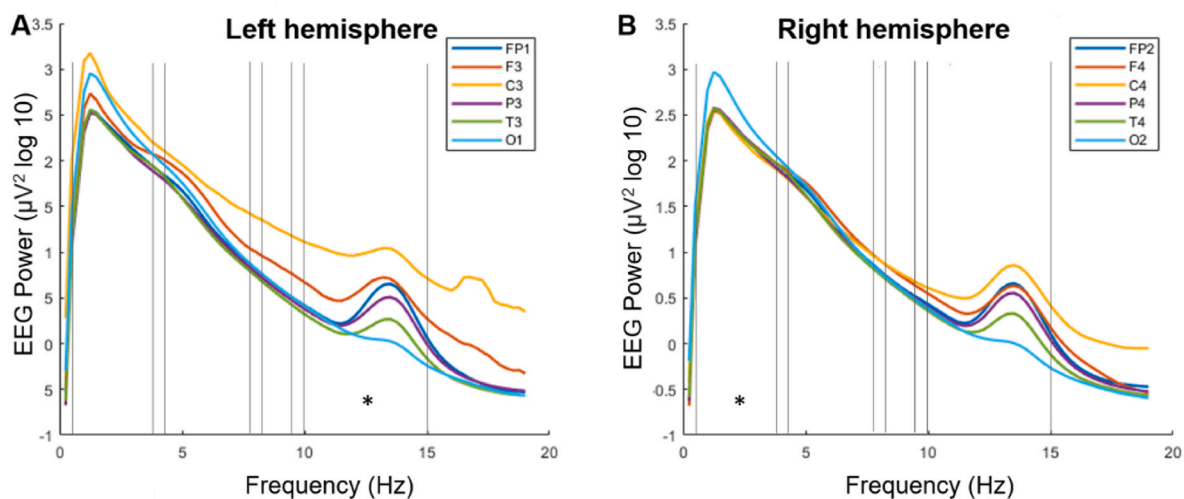 A Left hemisphere
3.5
3
5
2
5
1
5
0
5
-1
EEG Power (µV² log 10)
FP1
F3
C3
P3
T3
O1
*
0 5 10 15 20
Frequency (Hz)
B Right hemisphere
3.5
3
2.5
2
1.5
1
0.5
0
-0.5
-1
EEG Power (µV² log 10)
FP2
F4
C4
P4
T4
O2
*
0 5 10 15 20
Frequency (Hz)